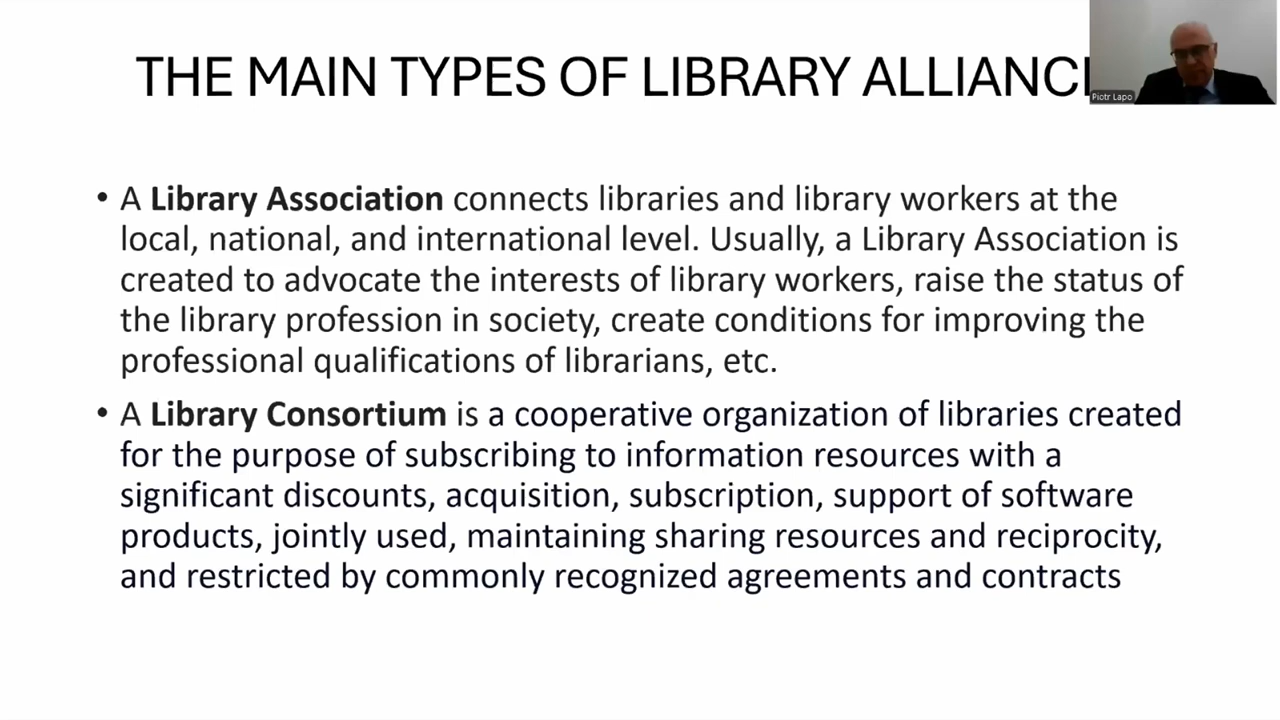 THE MAIN TYPES OF LIBRARY
Piotr Lapo
• A Library Association connects libraries and library workers at the
local, national, and international level. Usually, a Library Association is
created to advocate the interests of library workers, raise the status of
the library profession in society, create conditions for improving the
professional qualifications of librarians, etc.
• A Library Consortium is a cooperative organization of libraries created
for the purpose of subscribing to information resources with a
significant discounts, acquisition, subscription, support of software
products, jointly used, maintaining sharing resources and reciprocity,
and restricted by commonly recognized agreements and contracts